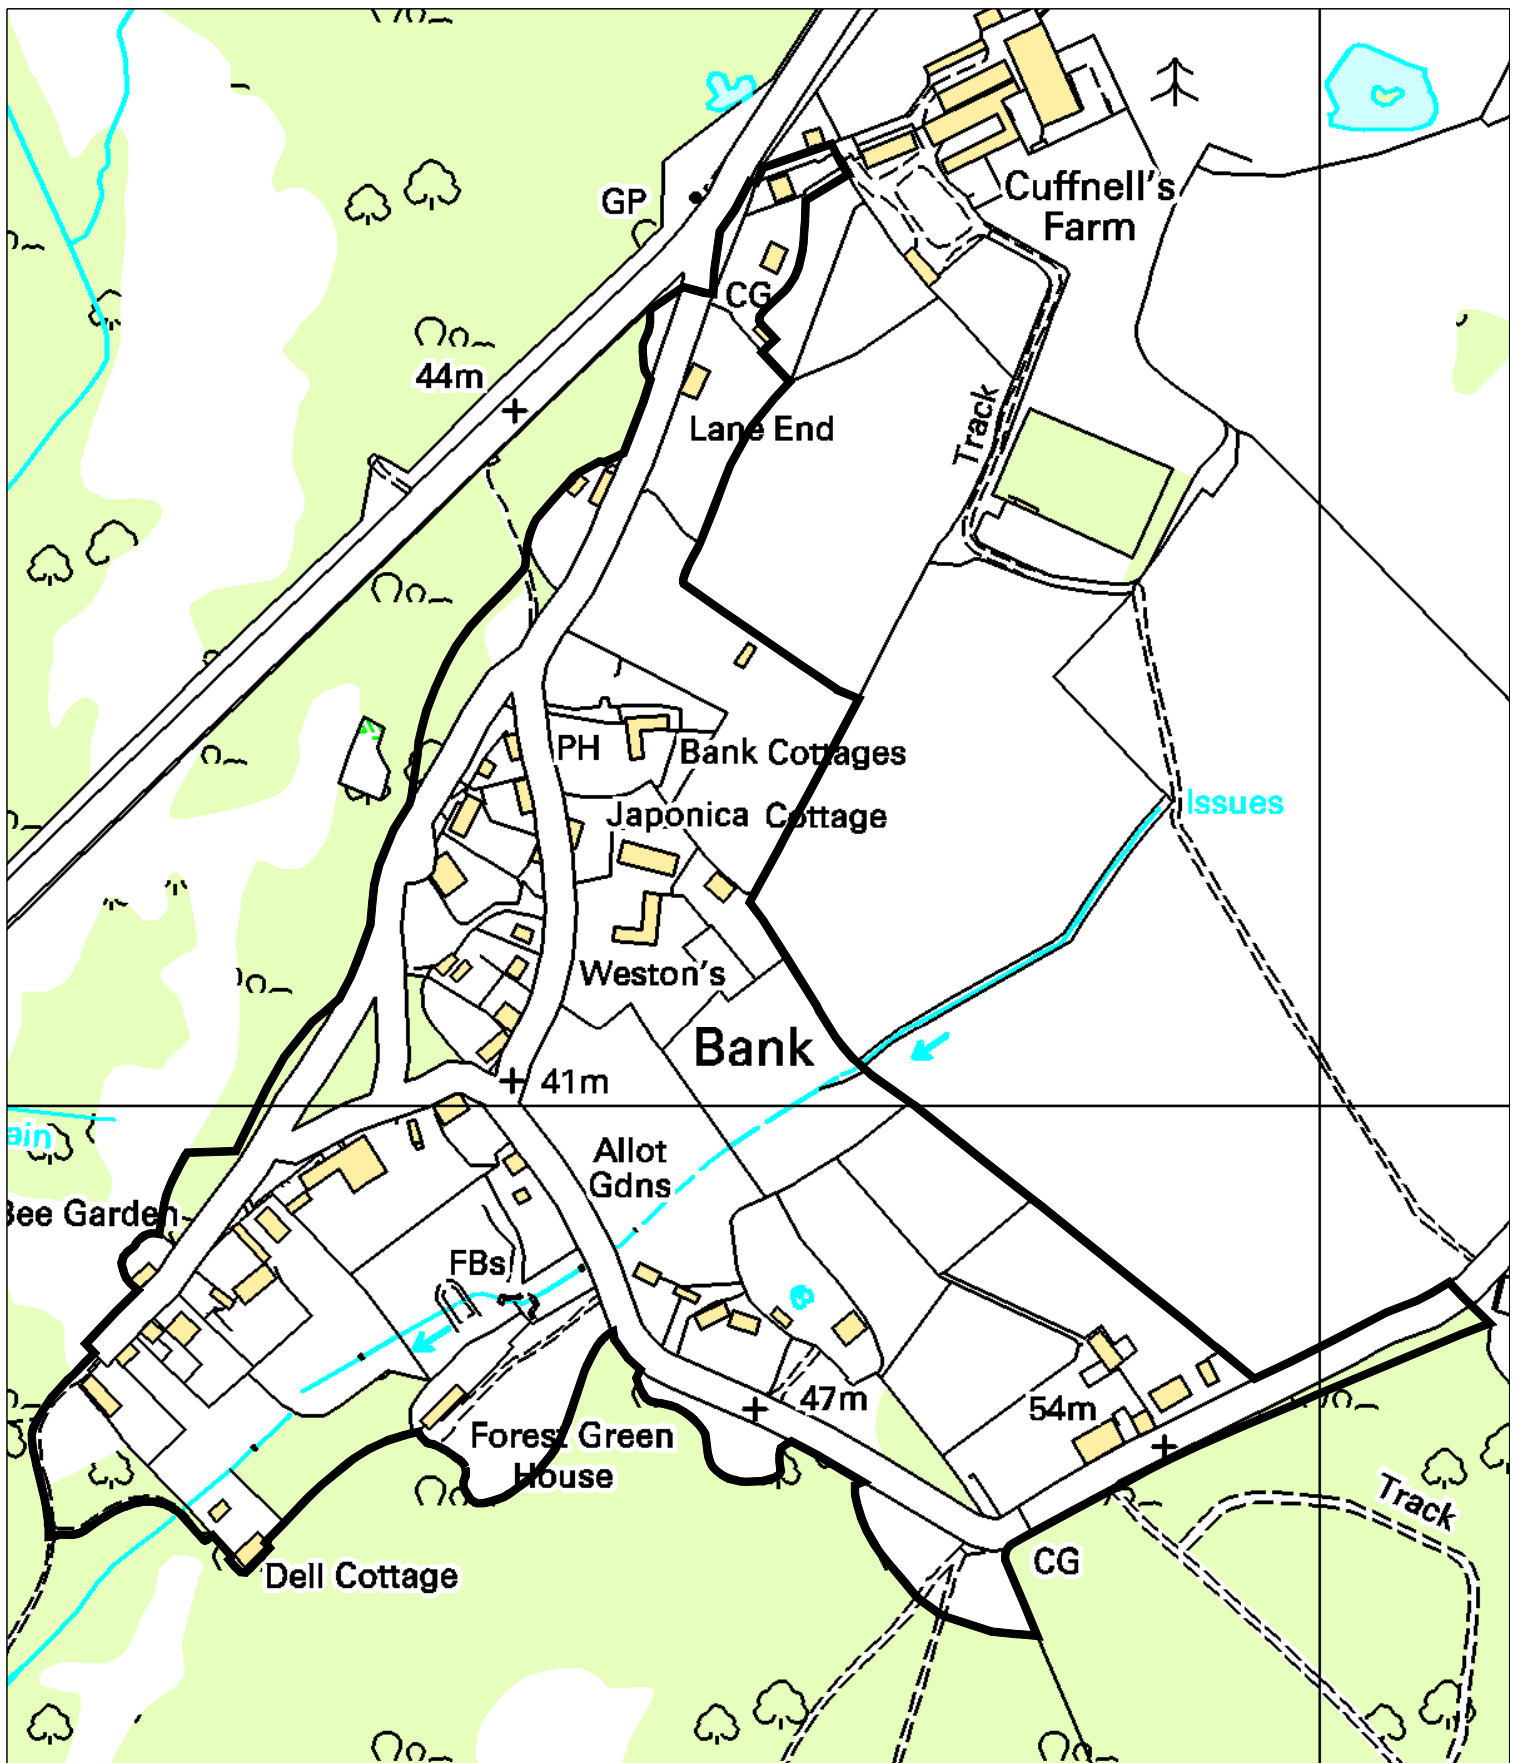 Cuffnell's
Farm
GP
CG
44m
Lane End
Track
PH
Bank Cottages
Issues
Japonica Cottage
Weston's
Bank
41m
ain
Allot
Gdns
Bee Garden
FBs
47m
54m
Forest Green
House
Track
CG
Dell Cottage